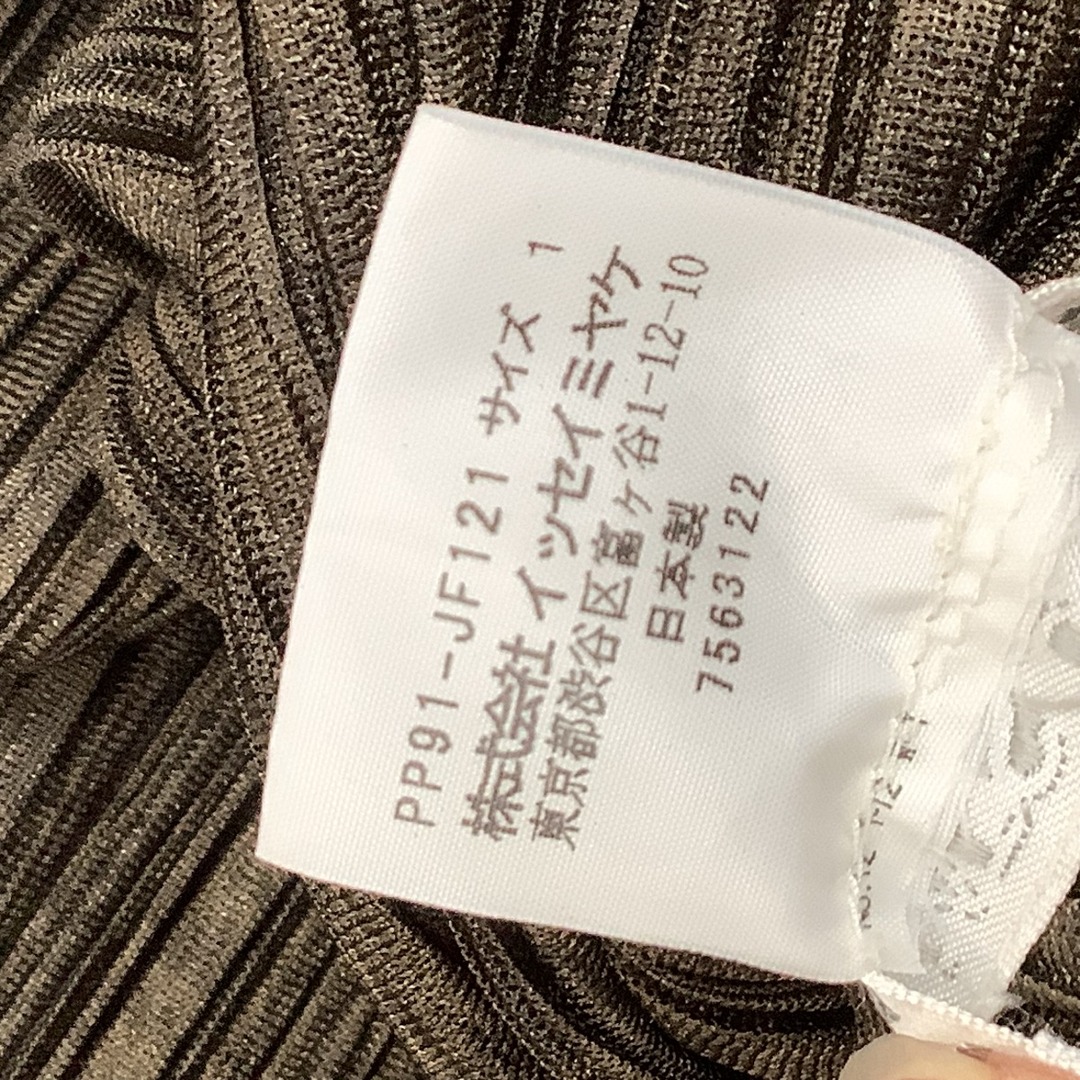 PP91-JF121 サイズ 1
株式会社 イッセイミヤケ
東京都渋谷区富ヶ谷1-12-10
日本製
7563122